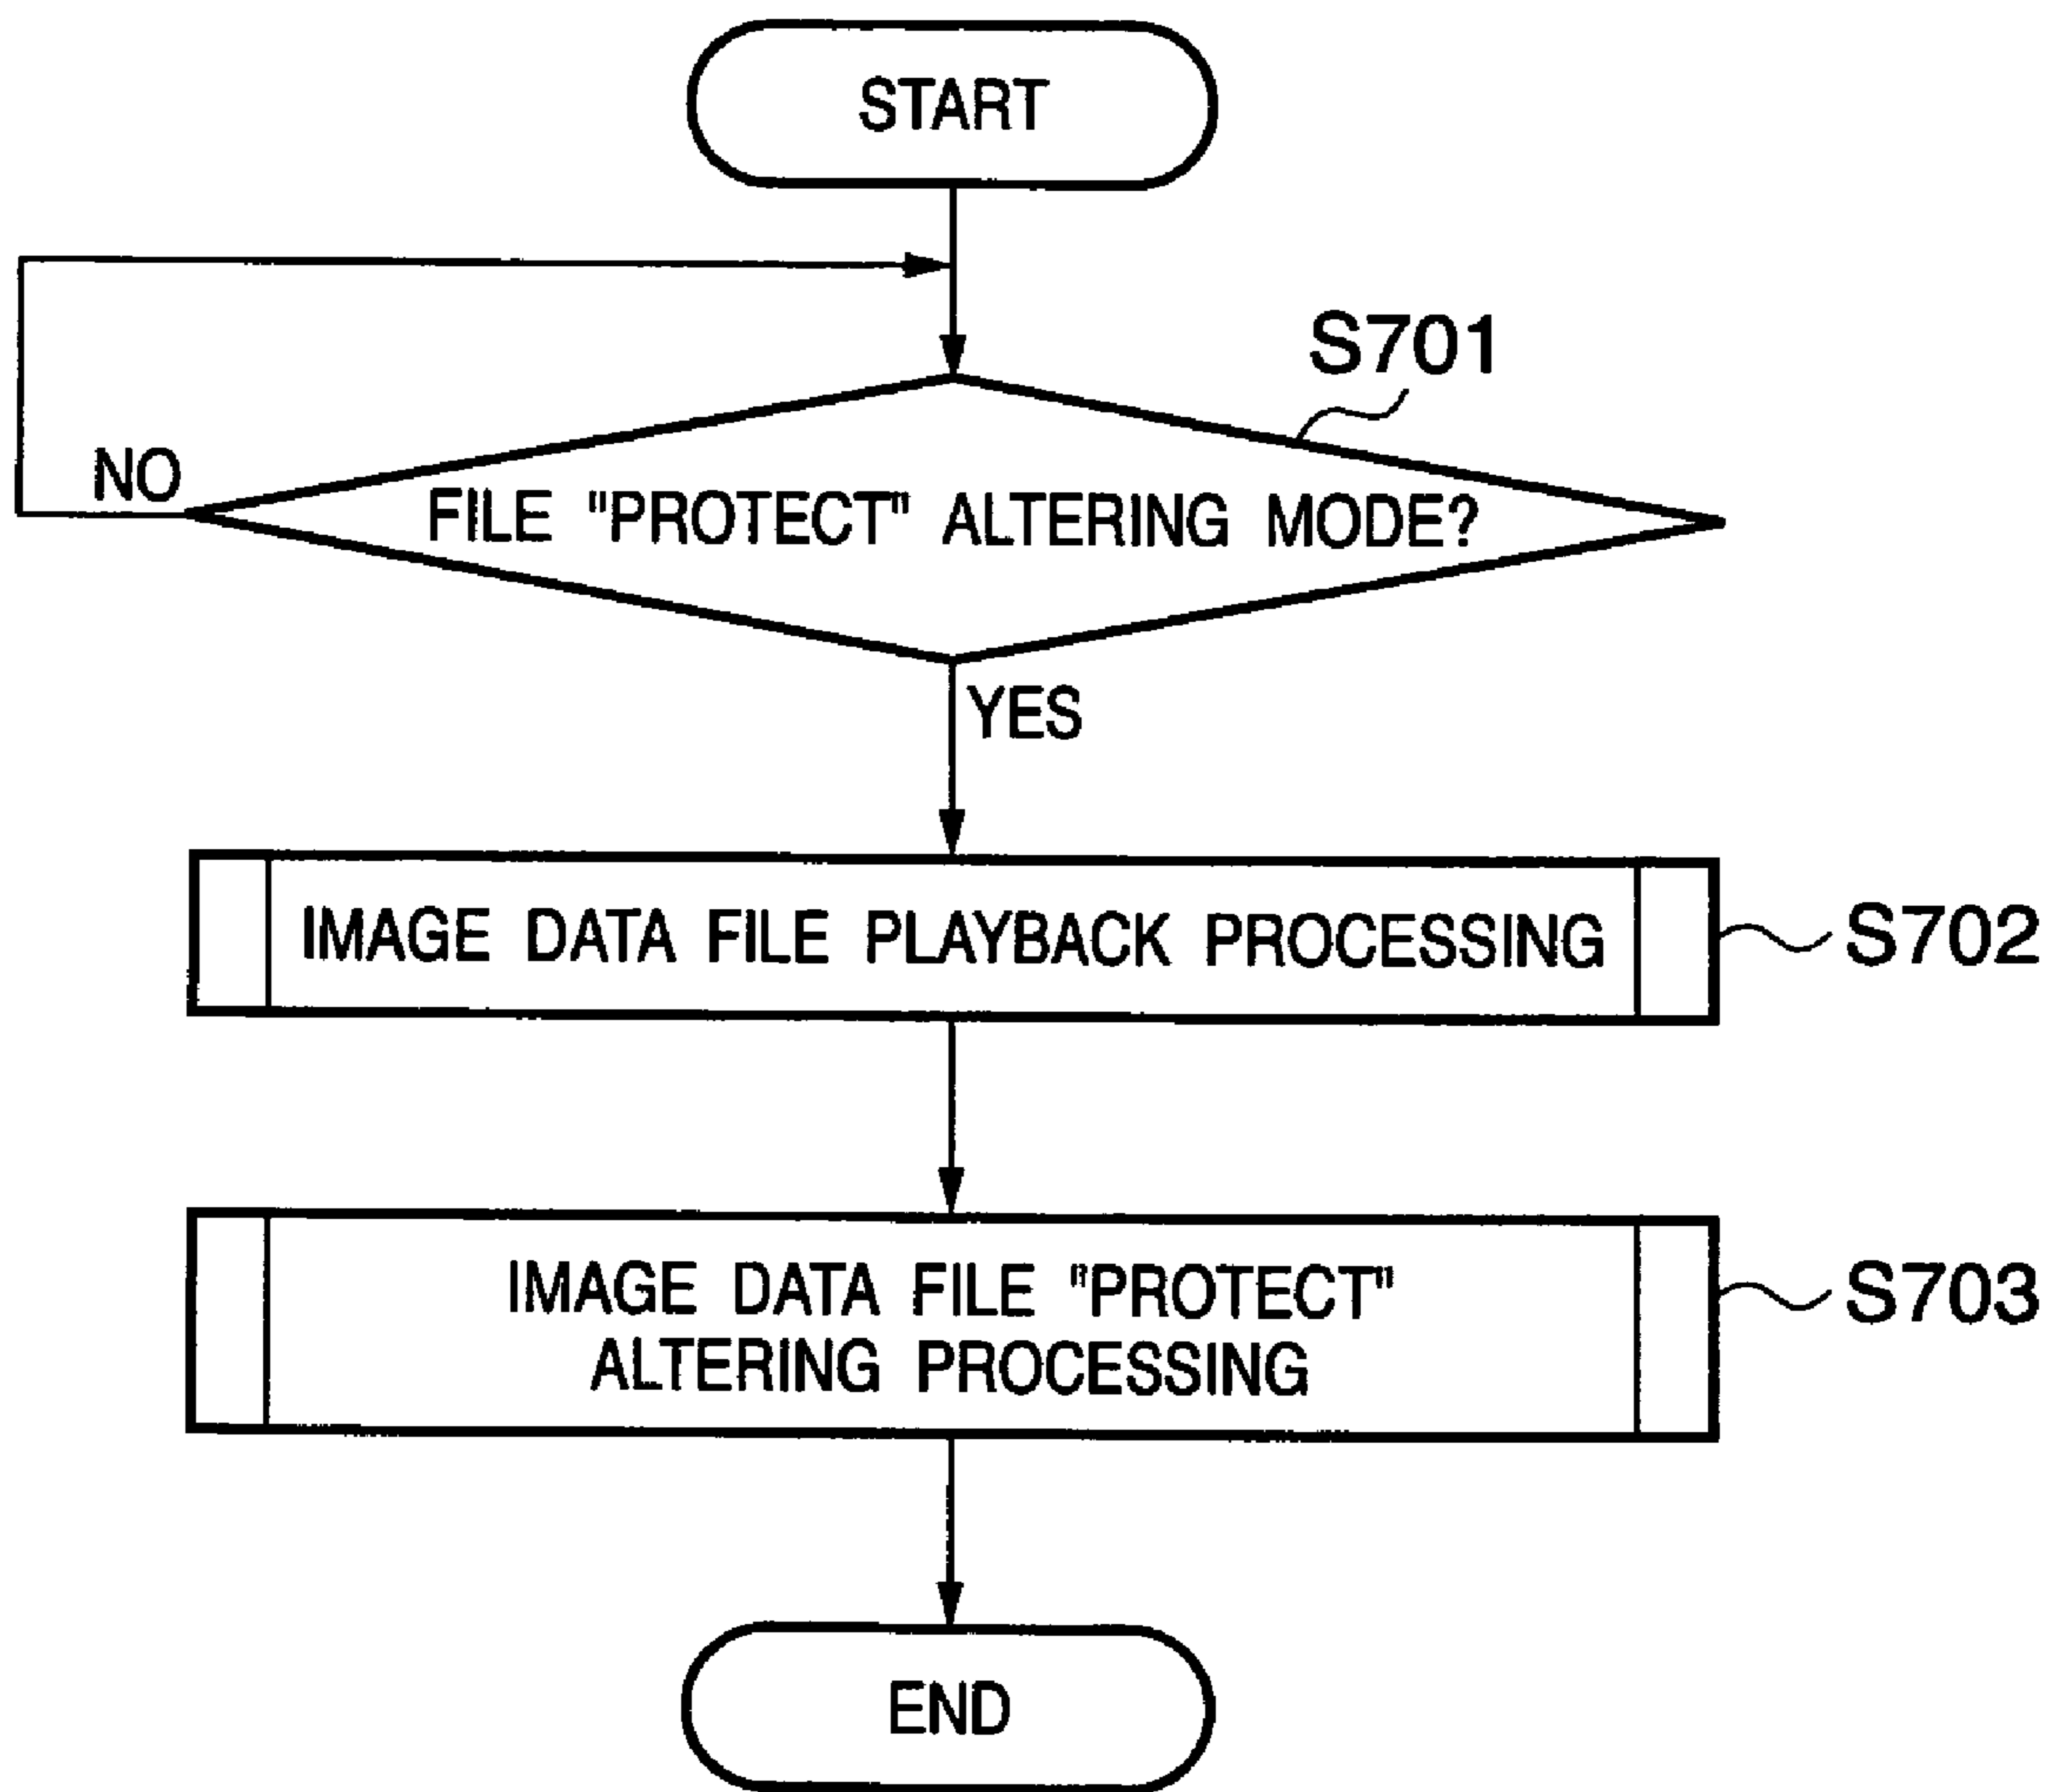 START
S701
NO
FILE "PROTECT" ALTERING MODE?
YES
IMAGE DATA FILE PLAYBACK PROCESSING
S702
IMAGE DATA FILE "PROTECT"
ALTERING PROCESSING
S703
END